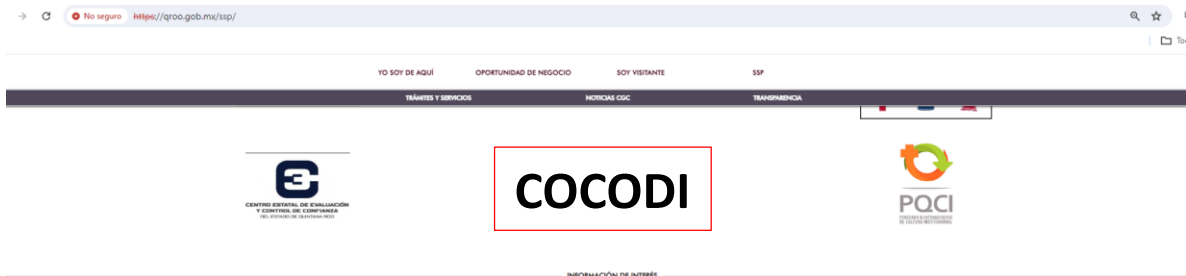 No seguro https://qroo.gob.mx/ssp/
YO SOY DE AQUÍ OPORTUNIDAD DE NEGOCIO SOY VISITANTE SSP
TRÁMITES Y SERVICIOS NOTICIAS CGC TRANSPARENCIA
C3
CENTRO ESTATAL DE EVALUACIÓN
Y CONTROL DE CONFIANZA
DEL ESTADO DE QUINTANA ROO
COCODI
PQCI
INFORMACIÓN DE INTERÉS